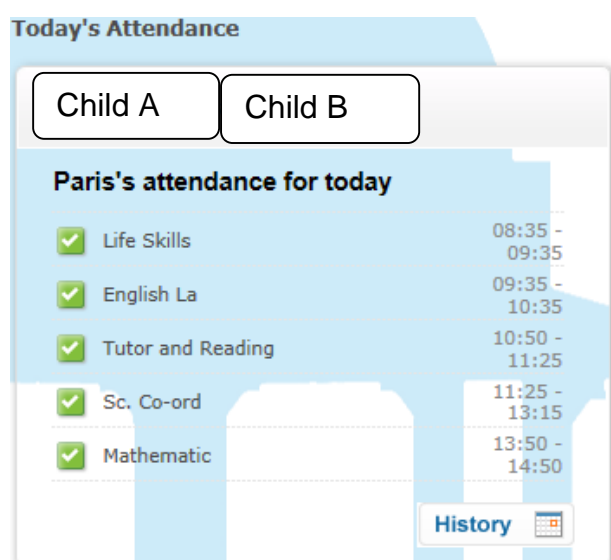 Today's Attendance
Child A Child B
Paris's attendance for today
Life Skills 08:35 -
09:35
English La 09:35 -
10:35
Tutor and Reading 10:50 -
11:25
Sc. Co-ord 11:25 -
13:15
Mathematic 13:50 -
14:50
History